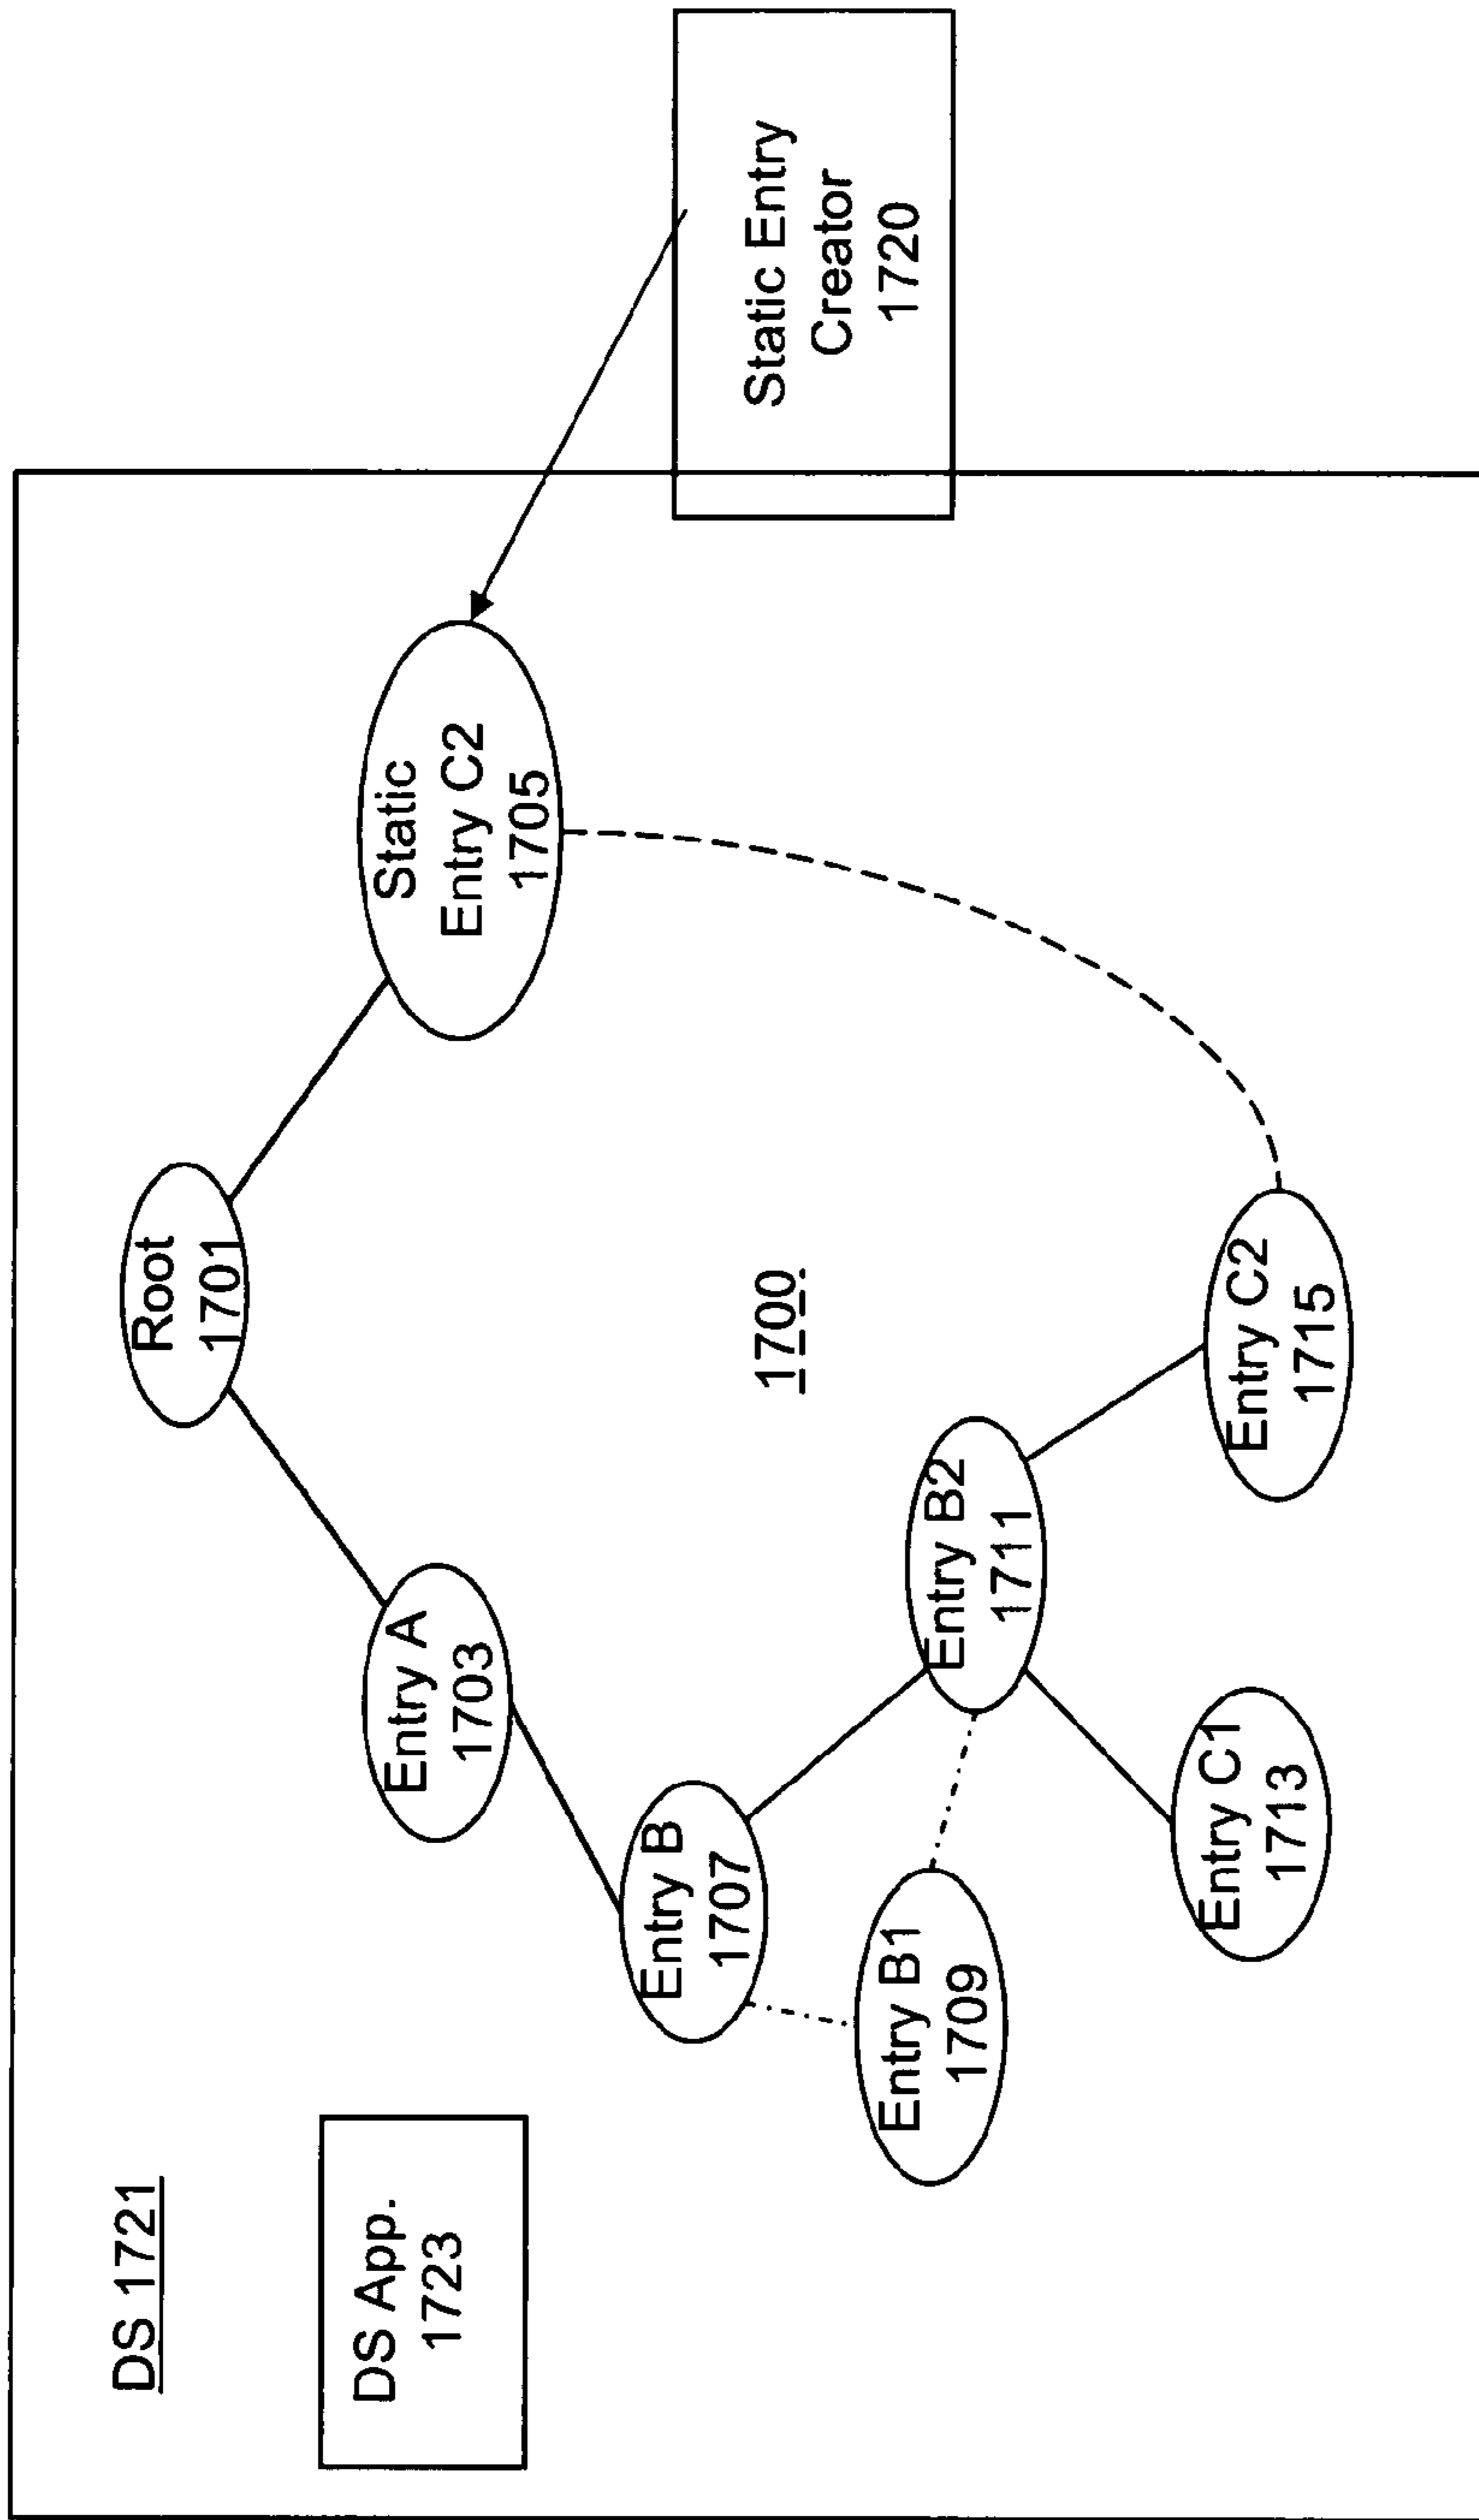 DS 1721
DS App.
1723
Root
1701
Entry A
1703
Static
Entry C2
1705
Entry B
1707
1700
Static Entry
Creator
1720
Entry B1
1709
Entry B2
1711
Entry C1
1713
Entry C2
1715